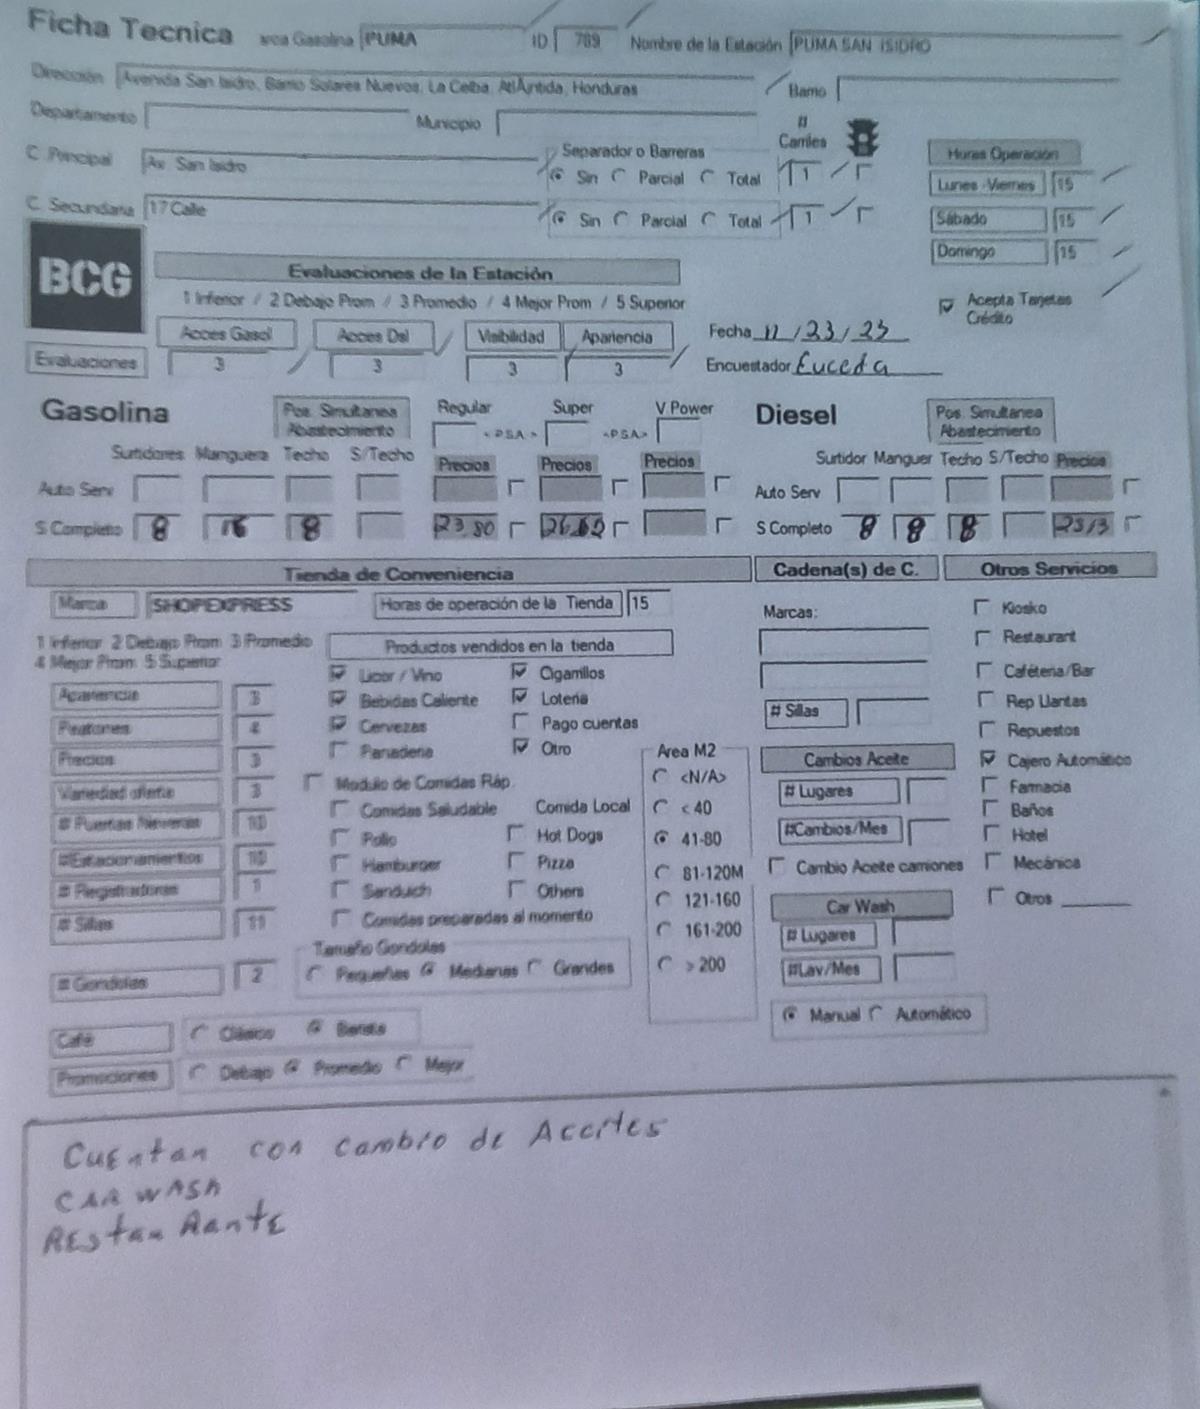 Ficha Tecnica arca Gasolina PUMA ID 789 Nombre de la Estación PUMA SAN ISIDRO
Dirección Avenida San Isidro, Barrio Solares Nuevos, La Ceiba, AtlÃntida, Honduras Barrio
Departamento Municipio # Carriles
C. Principal Av. San Isidro Separador o Barreras Sin Parcial Total 1 Horas Operación
Lunes -Viernes 15
C. Secundaria 17 Calle Sin Parcial Total 1 Sábado 15
Domingo 15
BCG Evaluaciones de la Estación
1 Inferior / 2 Debajo Prom / 3 Promedio / 4 Mejor Prom / 5 Superior Acepta Tarjetas Crédito
Acces Gasol Acces Dsl Visibilidad Apariencia Fecha 11/23/23
Evaluaciones 3 3 3 3 Encuestador Euceda
Gasolina Pos. Simultanea Abastecimiento Regular Super V.Power Diesel Pos. Simultanea Abastecimiento
<P.S.A.> <P.S.A.>
Surtidores Manguera Techo S/Techo Precios Precios Precios Surtidor Manguer Techo S/Techo Precios
Auto Serv Auto Serv
S Completo 8 16 8 23.80 S Completo 8 8 8
Tienda de Conveniencia Cadena(s) de C. Otros Servicios
Marca SHOPEXPRESS Horas de operación de la Tienda 15 Marcas: Kiosko
1 Inferior 2 Debajo Prom 3 Promedio Productos vendidos en la tienda Restaurant
4 Mejor Prom 5 Superior Licor / Vino Cigarrillos Cafétena/Bar
Apariencia 3 Bebidas Caliente Loteria # Sillas Rep Llantas
Peatones 4 Cervezas Pago cuentas Repuestos
Precios 3 Panaderia Otro Area M2 Cambios Aceite Cajero Automático
Variedad oferta 3 Modulo de Comidas Ráp. <N/A> # Lugares Farmacia
# Puertas Neveras 10 Comidas Saludable Comida Local < 40 Baños
Pollo Hot Dogs 41-80 #Cambios/Mes Hotel
#Estacionamientos 10 Hamburger Pizza 81-120M Cambio Aceite camiones Mecánica
# Registradoras 1 Sanduich Others 121-160 Car Wash Otros
# Sillas 11 Comidas preparadas al momento 161-200 # Lugares
Tamaño Gondolas
# Gondolas 2 Pequeñas Medianas Grandes > 200 #Lav/Mes
Café Clásico Barista Manual Automático
Promociones Debajo Promedio Mejor
Cuentan con cambio de Aceites
CAR WASH
REstau Rante